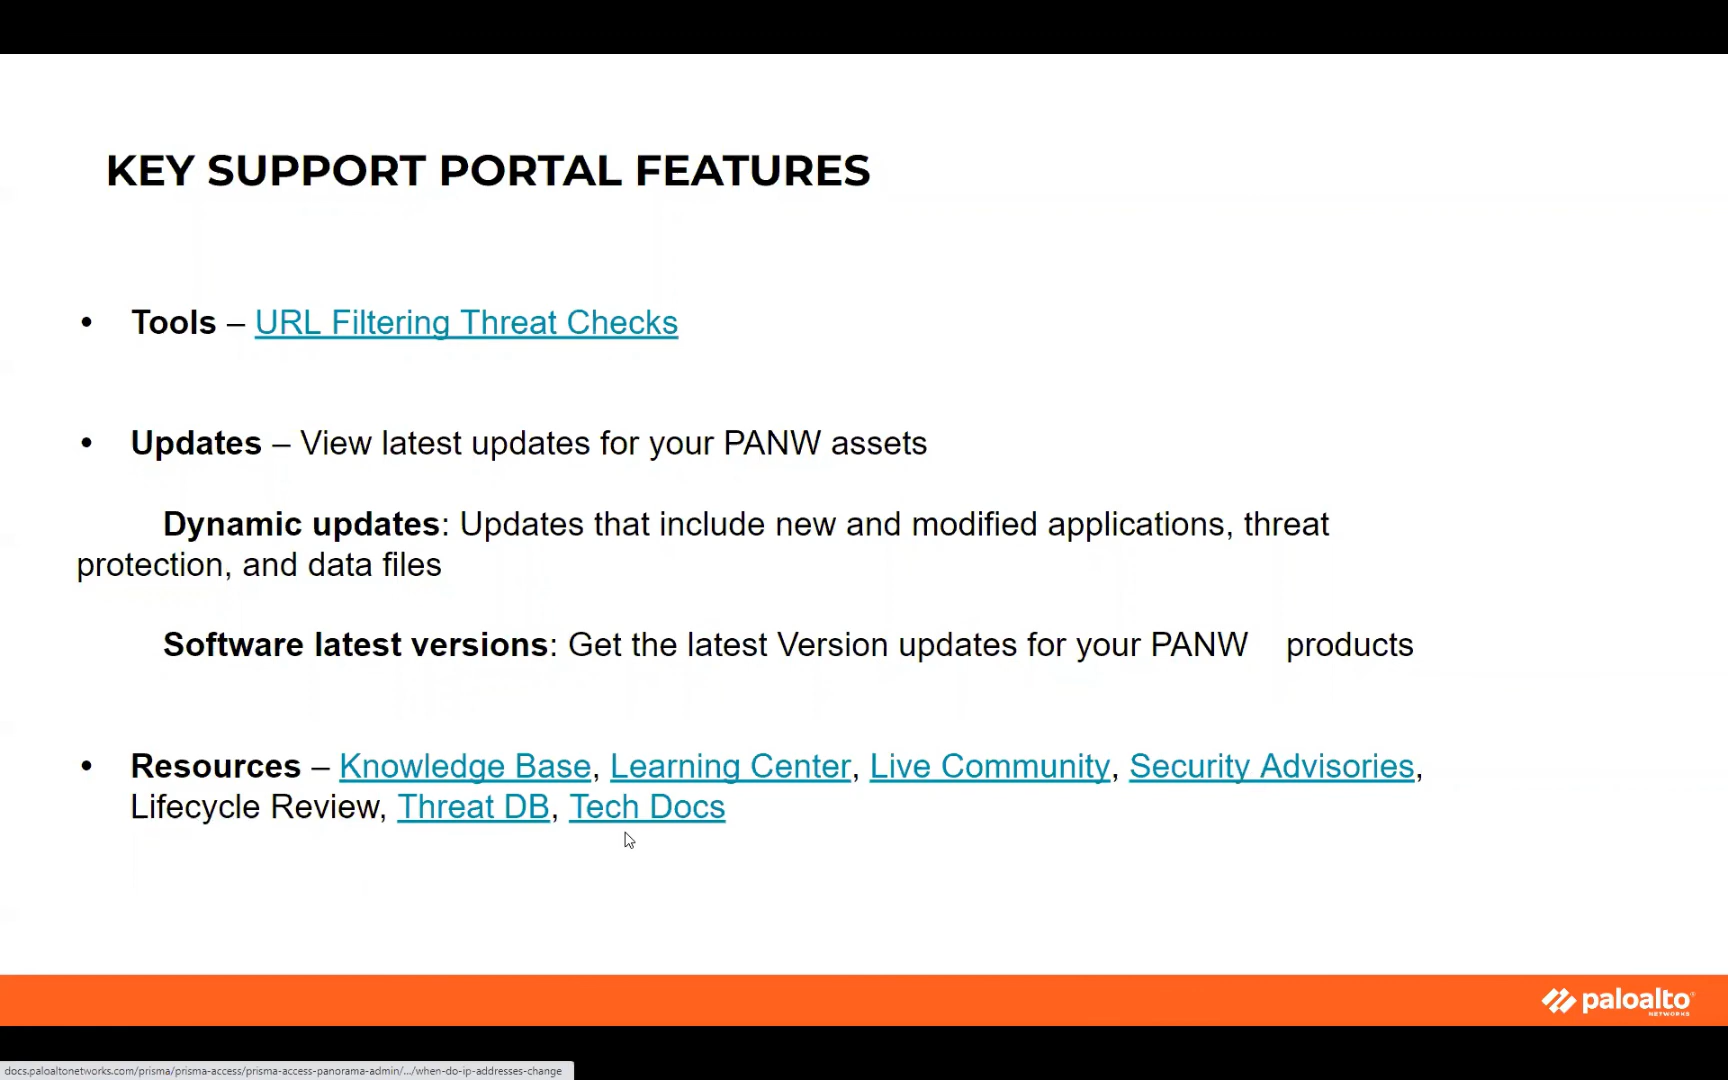 KEY SUPPORT PORTAL FEATURES
• Tools – URL Filtering Threat Checks
• Updates – View latest updates for your PANW assets
Dynamic updates: Updates that include new and modified applications, threat
protection, and data files
Software latest versions: Get the latest Version updates for your PANW products
• Resources – Knowledge Base, Learning Center, Live Community, Security Advisories,
Lifecycle Review, Threat DB, Tech Docs
paloalto
NETWORKS
docs.paloaltonetworks.com/prisma/prisma-access/prisma-access-panorama-admin/.../when-do-ip-addresses-change